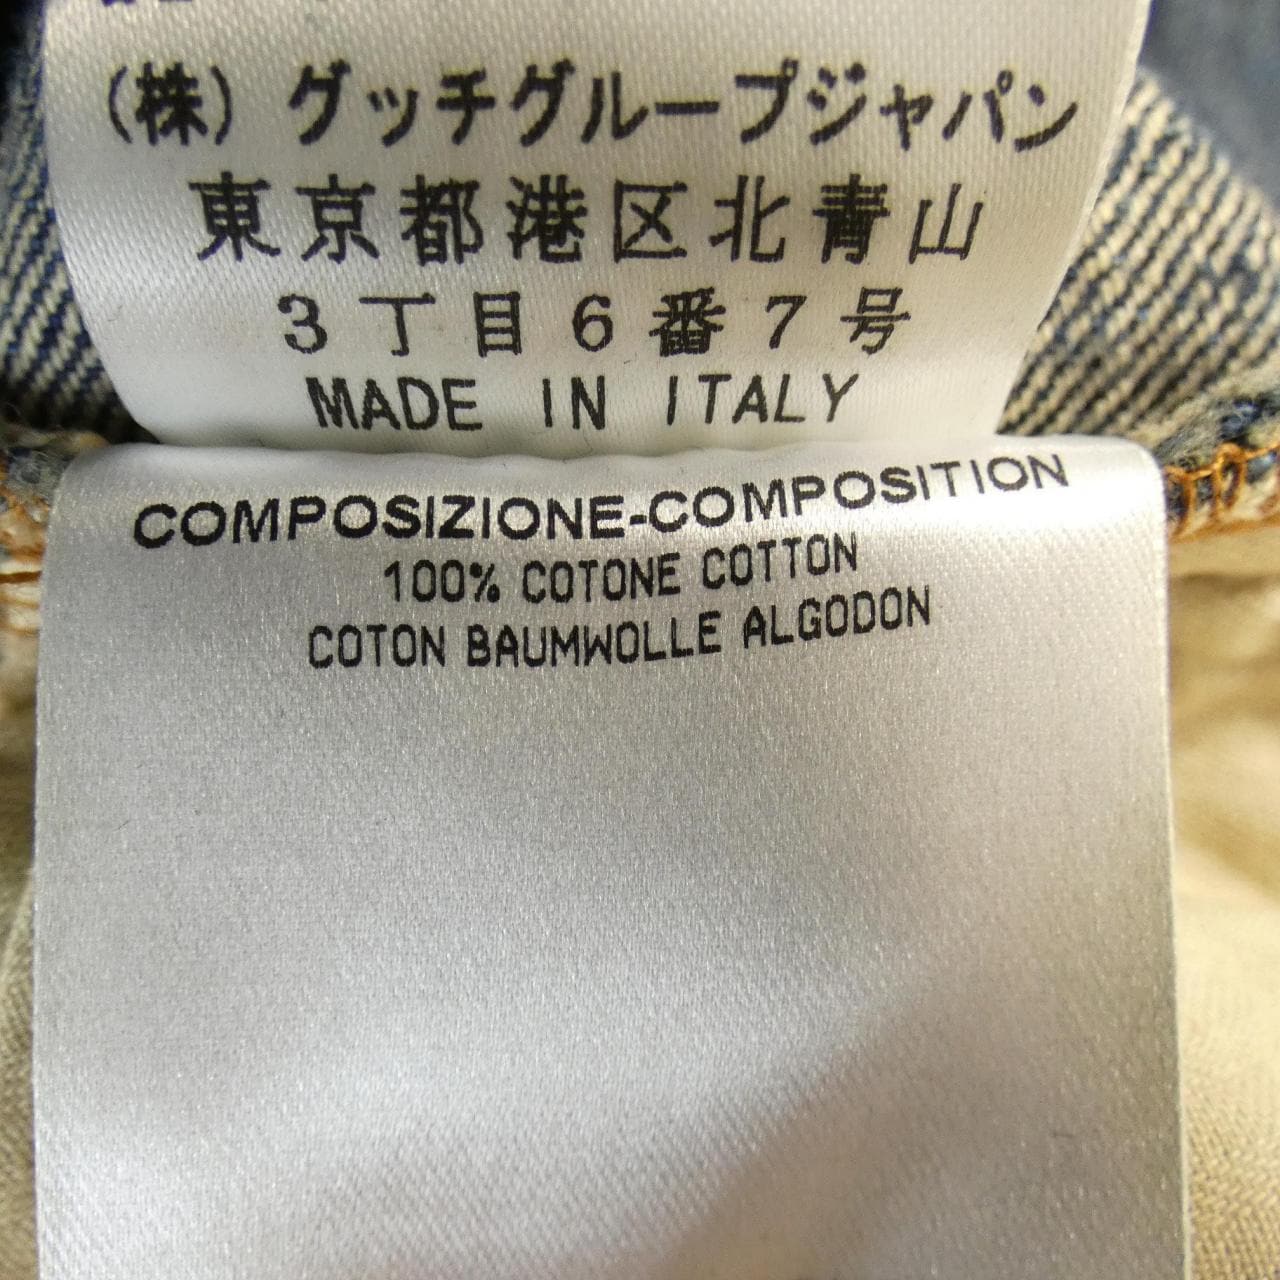 (株)グッチグループジャパン
東京都港区北青山
3丁目6番7号
MADE IN ITALY
COMPOSIZIONE-COMPOSITION
100% COTONE COTTON
COTON BAUMWOLLE ALGODON